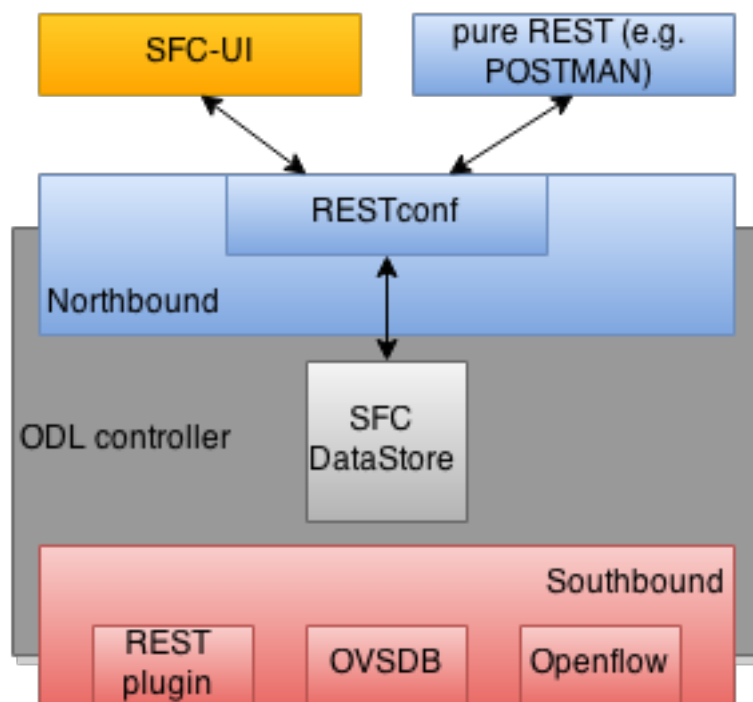 SFC-UI
pure REST (e.g.
POSTMAN)
RESTconf
Northbound
SFC
DataStore
ODL controller
Southbound
REST
plugin
OVSDB
Openflow